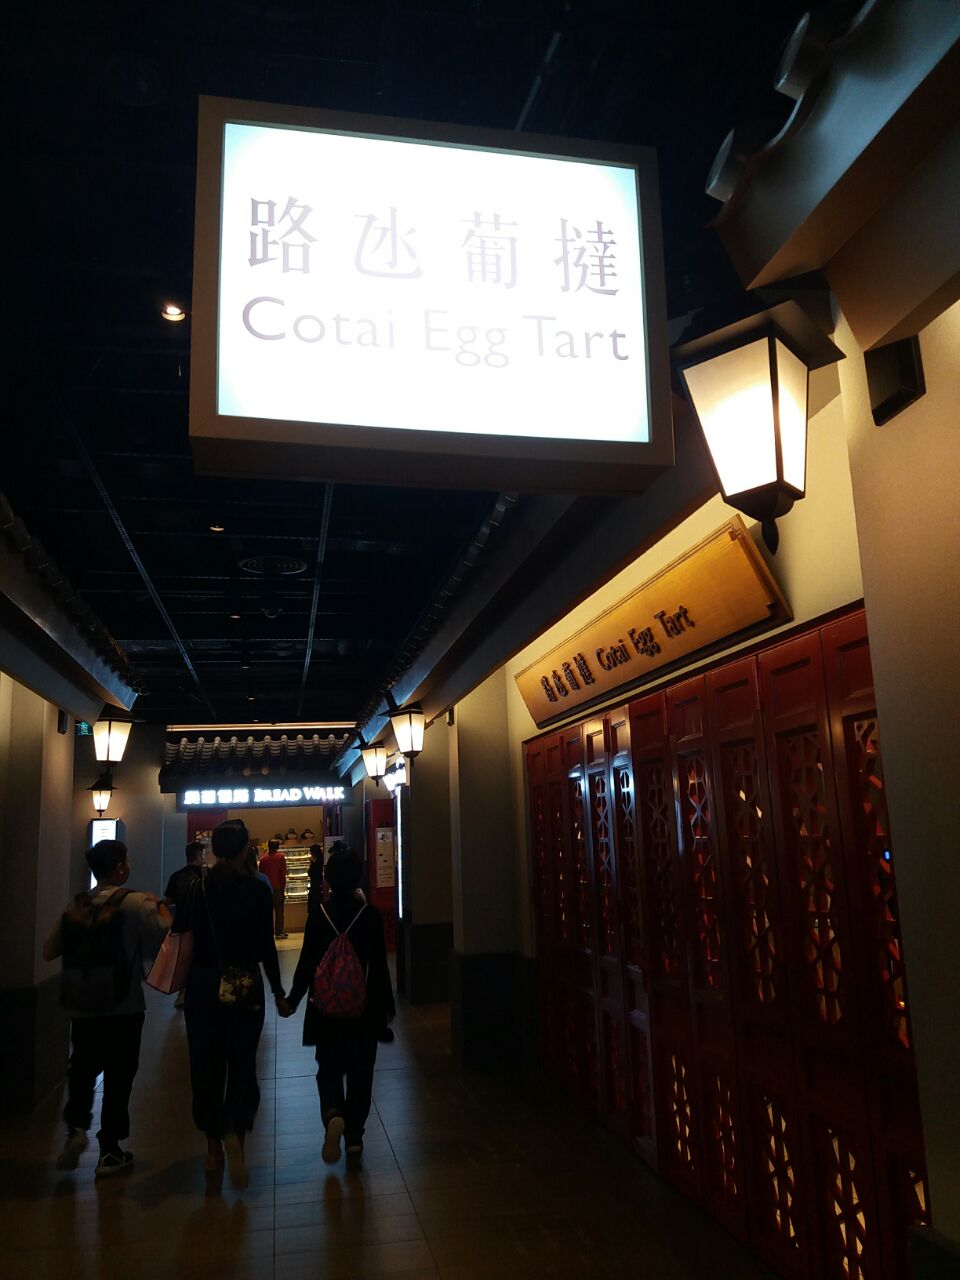 路氹葡撻
Cotai Egg Tart
路氹葡撻 Cotai Egg Tart
BREAD WALK